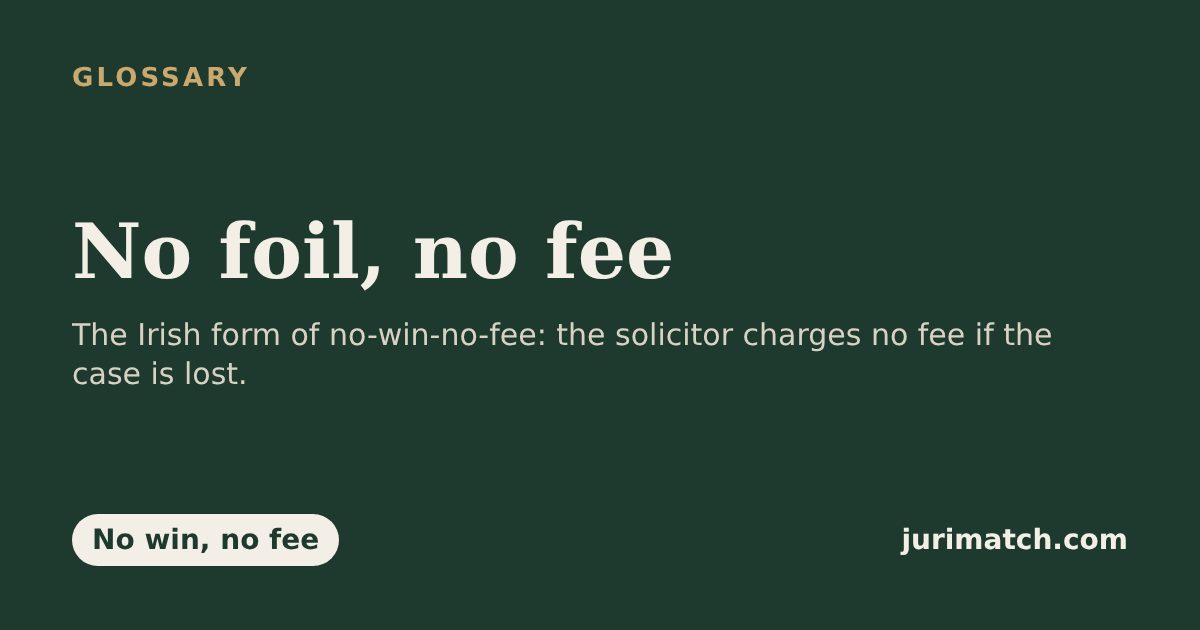 GLOSSARY
No foil, no fee
The Irish form of no-win-no-fee: the solicitor charges no fee if the
case is lost.
No win, no fee
jurimatch.com